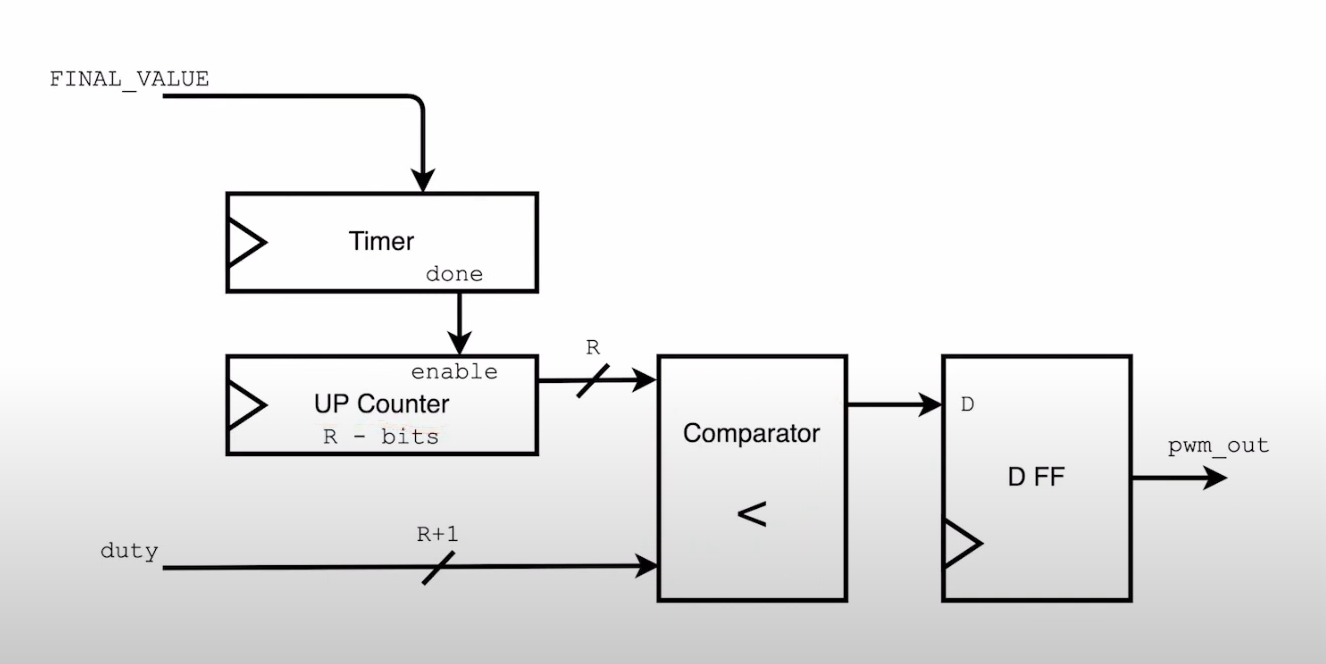 FINAL_VALUE
Timer
done
enable
UP Counter
R - bits
R
Comparator
<
duty
R+1
D
D FF
pwm_out